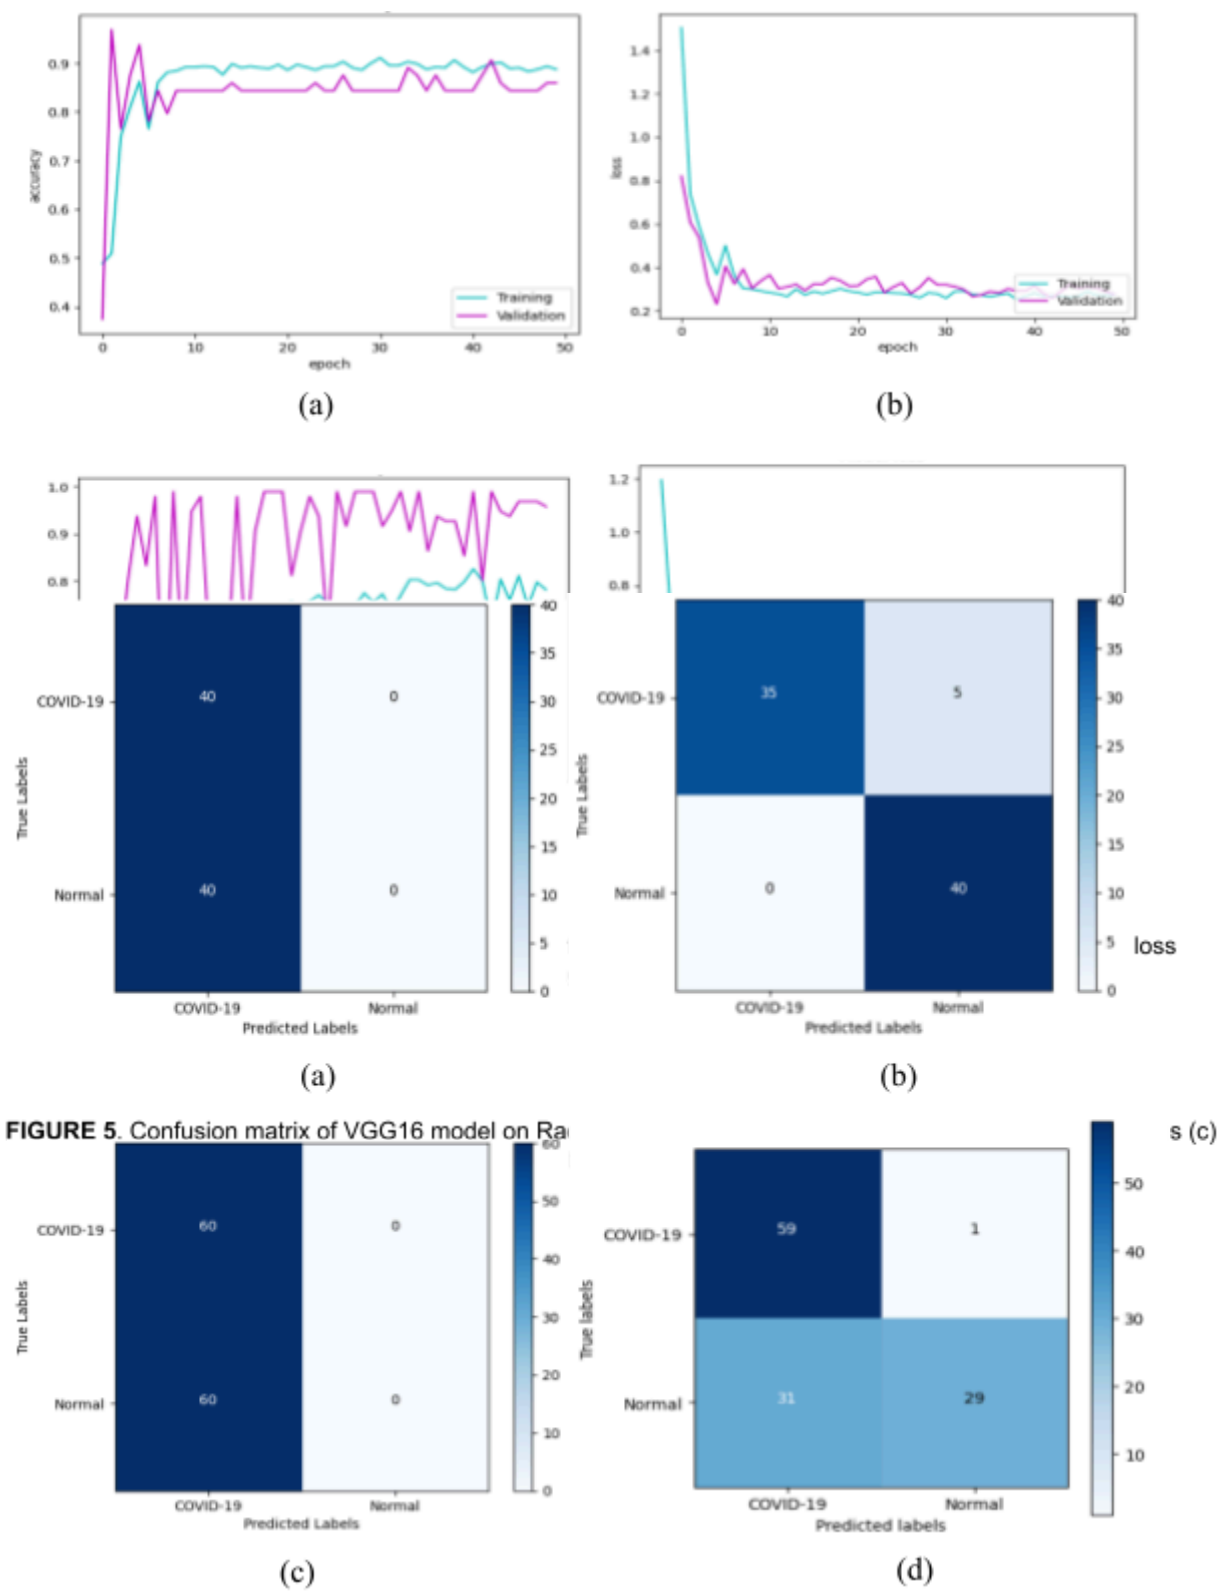 0.9
0.8
0.7
0.6
0.5
0.4
accuracy
Training
Validation
0 10 20 30 40 50
epoch
(a)
1.4
1.2
1.0
0.8
0.6
0.4
0.2
loss
Training
Validation
0 10 20 30 40 50
epoch
(b)
1.0
0.9
0.8
1.2
1.0
0.8
COVID-19 40 0
Normal 40 0
True Labels
COVID-19 Normal
Predicted Labels
40
35
30
25
20
15
10
5
0
(a)
COVID-19 35 5
Normal 0 40
True Labels
COVID-19 Normal
Predicted Labels
40
35
30
25
20
15
10
5
0
loss
(b)
FIGURE 5. Confusion matrix of VGG16 model on Ra
s (c)
COVID-19 60 0
Normal 60 0
True Labels
COVID-19 Normal
Predicted Labels
60
50
40
30
20
10
0
(c)
COVID-19 59 1
Normal 31 29
True labels
COVID-19 Normal
Predicted labels
50
40
30
20
10
(d)